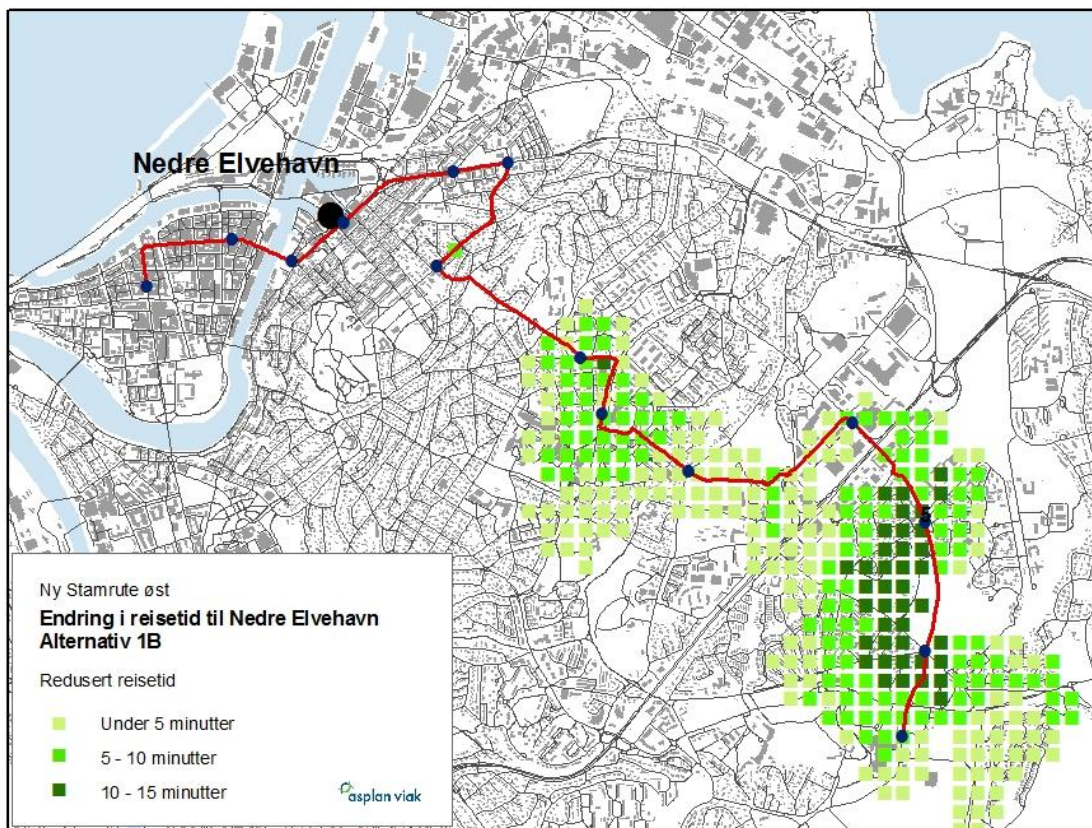 Nedre Elvehavn
5
Ny Stamrute øst
Endring i reisetid til Nedre Elvehavn
Alternativ 1B
Redusert reisetid
Under 5 minutter
5 - 10 minutter
10 - 15 minutter
asplan viak